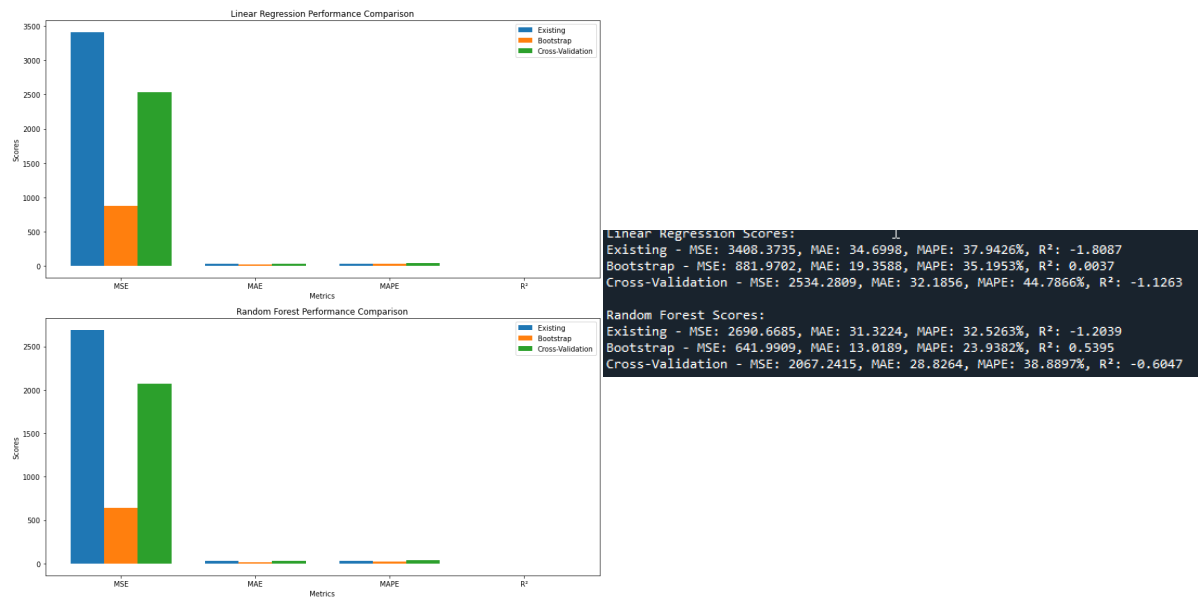 Linear Regression Performance Comparison
Existing
Bootstrap
Cross-Validation
3500
3000
2500
2000
1500
1000
500
0
Scores
MSE
MAE
MAPE
R²
Metrics
Random Forest Performance Comparison
Existing
Bootstrap
Cross-Validation
2500
2000
1500
1000
500
0
Scores
MSE
MAE
MAPE
R²
Metrics
Linear Regression Scores:
Existing - MSE: 3408.3735, MAE: 34.6998, MAPE: 37.9426%, R²: -1.8087
Bootstrap - MSE: 881.9702, MAE: 19.3588, MAPE: 35.1953%, R²: 0.0037
Cross-Validation - MSE: 2534.2809, MAE: 32.1856, MAPE: 44.7866%, R²: -1.1263
Random Forest Scores:
Existing - MSE: 2690.6685, MAE: 31.3224, MAPE: 32.5263%, R²: -1.2039
Bootstrap - MSE: 641.9909, MAE: 13.0189, MAPE: 23.9382%, R²: 0.5395
Cross-Validation - MSE: 2067.2415, MAE: 28.8264, MAPE: 38.8897%, R²: -0.6047